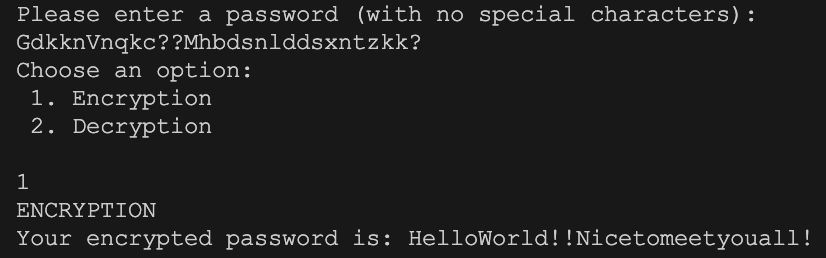 Please enter a password (with no special characters):
GdkknVnqkc??Mhbdsnlddsxntzkk?
Choose an option:
1. Encryption
2. Decryption
1
ENCRYPTION
Your encrypted password is: HelloWorld!!Nicetomeetyouall!